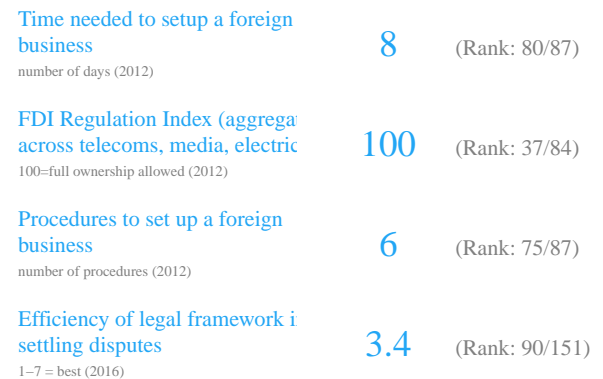 Time needed to setup a foreign
business
8
(Rank: 80/87)
number of days (2012)
FDI Regulation Index
across telecoms, media,
100
(Rank: 37/84)
100=full ownership allowed (2012)
Procedures to set up a foreign
business
6
(Rank: 75/87)
number of procedures (2012)
Efficiency of legal framework
settling disputes
3.4
(Rank: 90/151)
1–7 = best (2016)